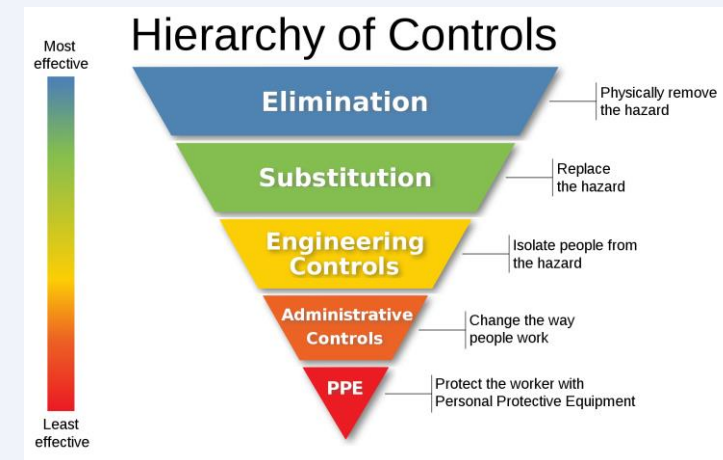 Hierarchy of Controls
Most
effective
Elimination
Physically remove
the hazard
Substitution
Replace
the hazard
Engineering
Controls
Isolate people from
the hazard
Administrative
Controls
Change the way
people work
PPE
Protect the worker with
Personal Protective Equipment
Least
effective